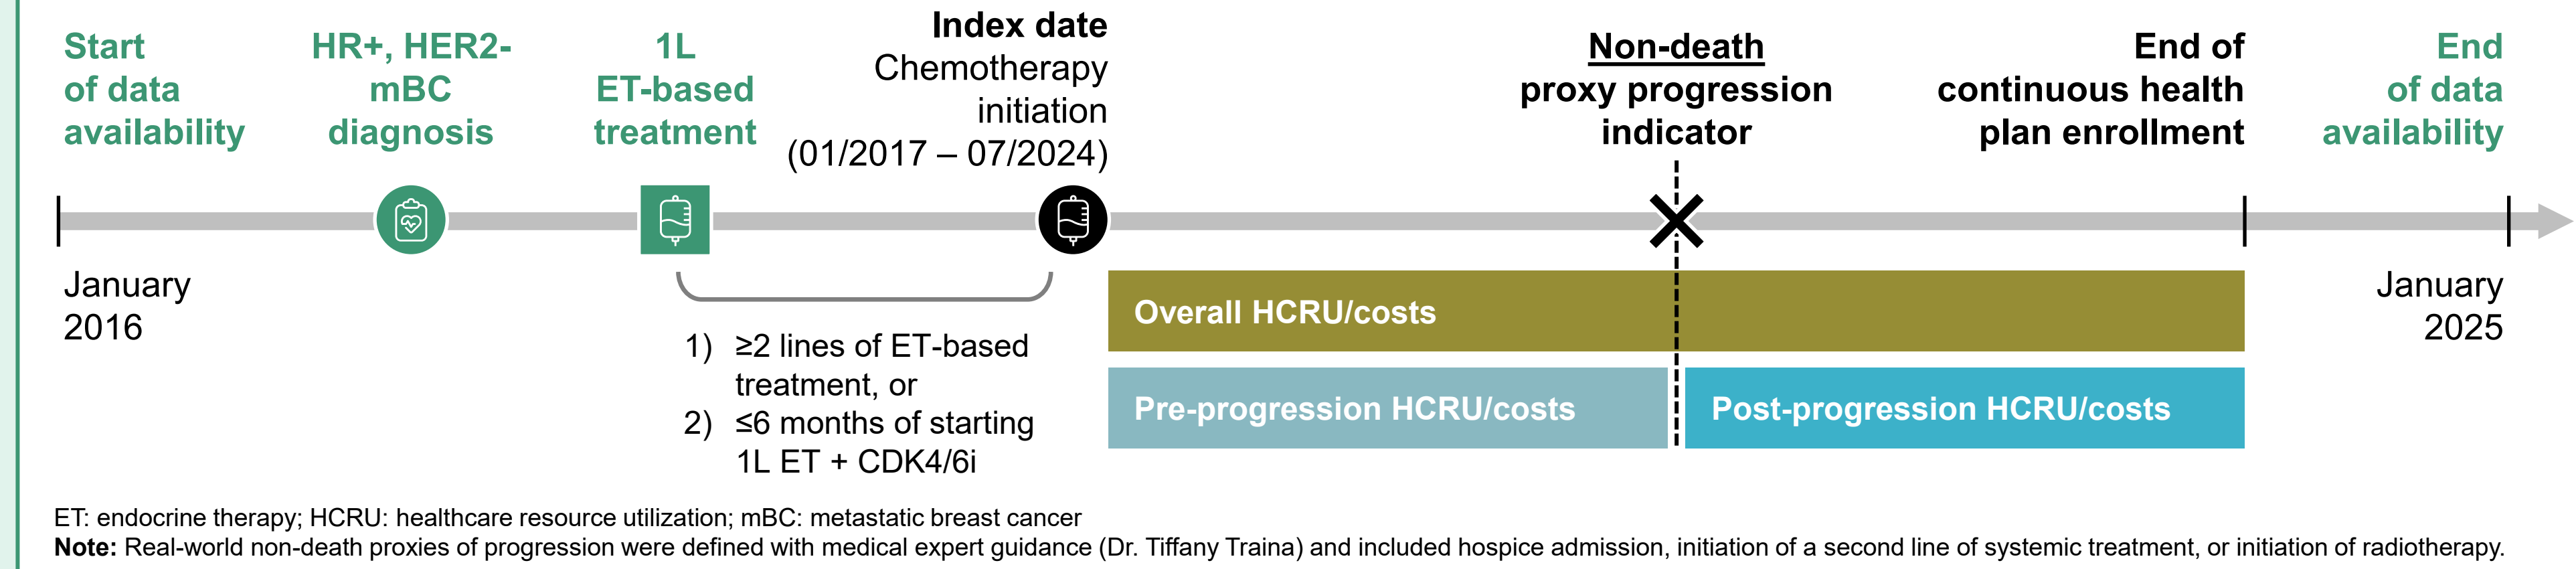 Start
of data
availability
HR+, HER2-
mBC
diagnosis
1L
ET-based
treatment
Index date
Chemotherapy
initiation
(01/2017 – 07/2024)
Non-death
proxy progression
indicator
End of
continuous health
plan enrollment
End
of data
availability
January
2016
January
2025
1) ≥2 lines of ET-based
treatment, or
2) ≤6 months of starting
1L ET + CDK4/6i
Overall HCRU/costs
Pre-progression HCRU/costs
Post-progression HCRU/costs
ET: endocrine therapy; HCRU: healthcare resource utilization; mBC: metastatic breast cancer
Note: Real-world non-death proxies of progression were defined with medical expert guidance (Dr. Tiffany Traina) and included hospice admission, initiation of a second line of systemic treatment, or initiation of radiotherapy.